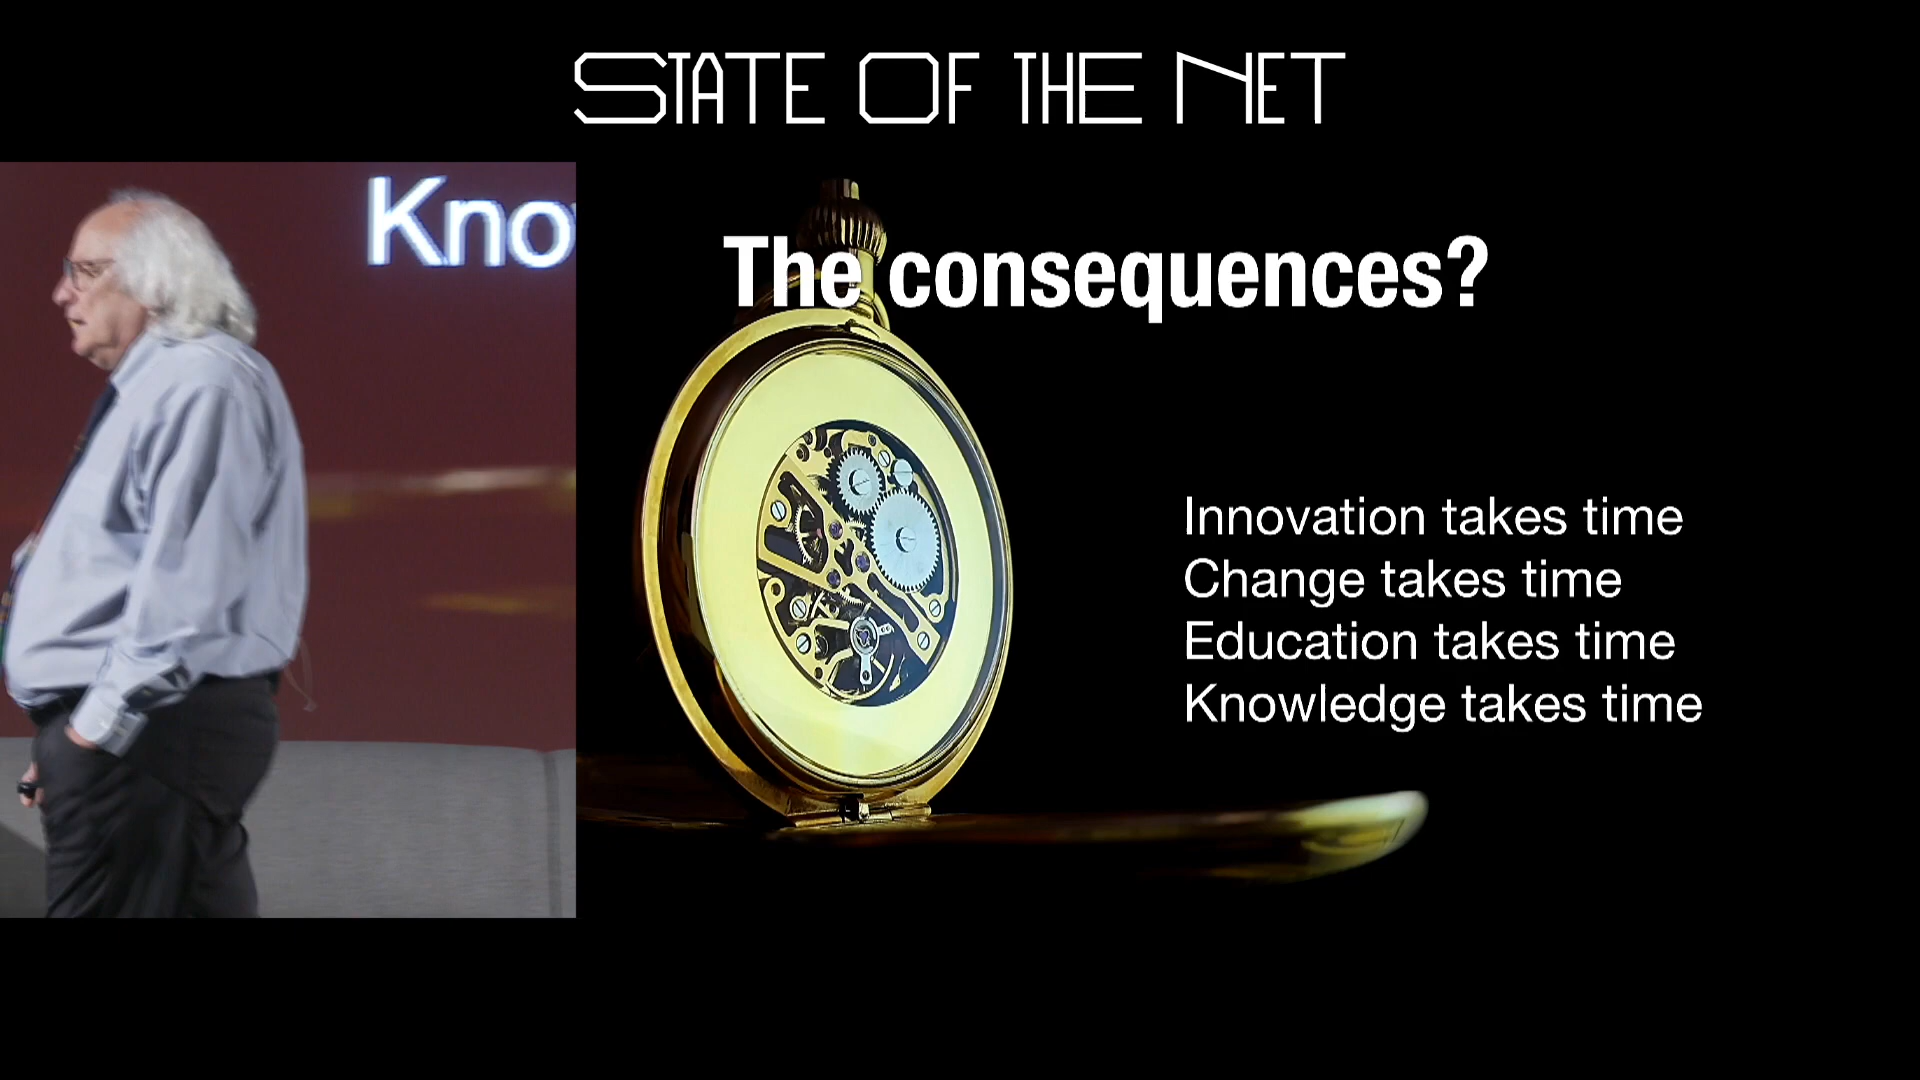 STATE OF THE NET
Kno
The consequences?
Innovation takes time
Change takes time
Education takes time
Knowledge takes time